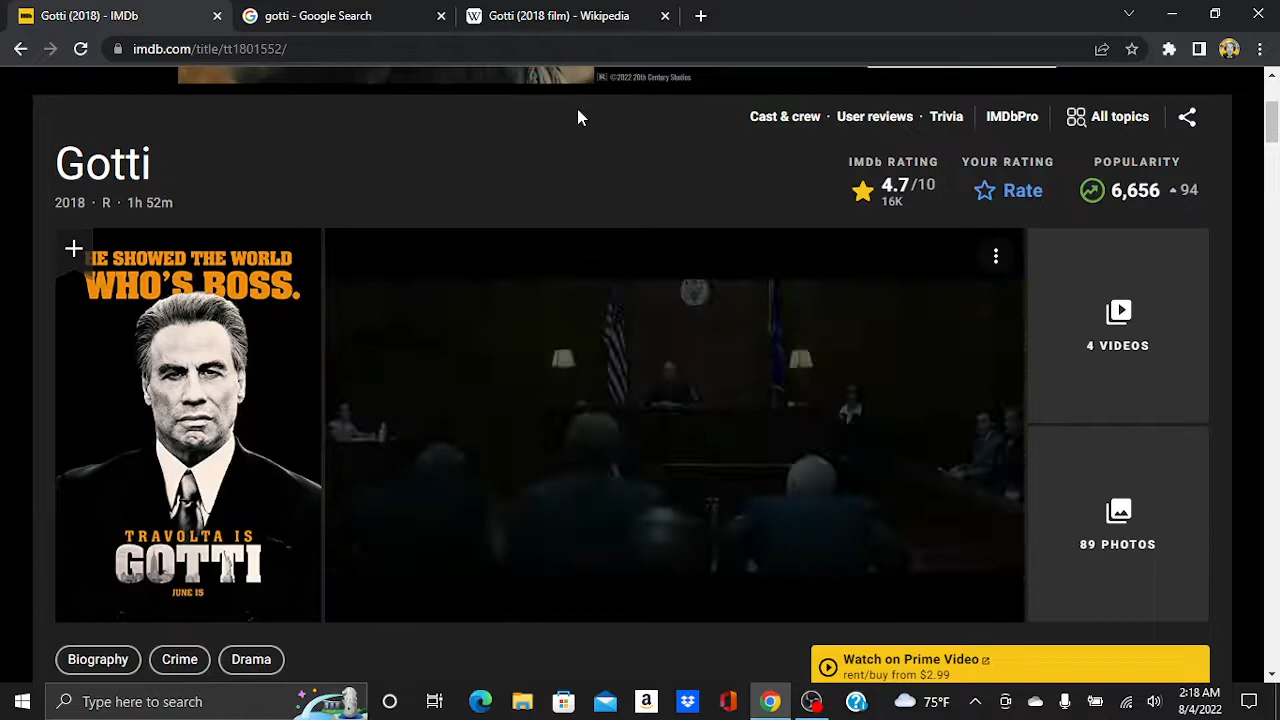 Gotti (2018) - IMDb
gotti - Google Search
Gotti (2018 film) - Wikipedia
imdb.com/title/tt1801552/
R ©2022 20th Century Studios
Cast & crew · User reviews · Trivia
IMDbPro
All topics
Gotti
2018 · R · 1h 52m
IMDb RATING
4.7/10
16K
YOUR RATING
Rate
POPULARITY
6,656
94
HE SHOWED THE WORLD
WHO'S BOSS.
TRAVOLTA IS
GOTTI
JUNE 15
4 VIDEOS
89 PHOTOS
Biography
Crime
Drama
Watch on Prime Video
rent/buy from $2.99
Type here to search
75°F
2:18 AM
8/4/2022